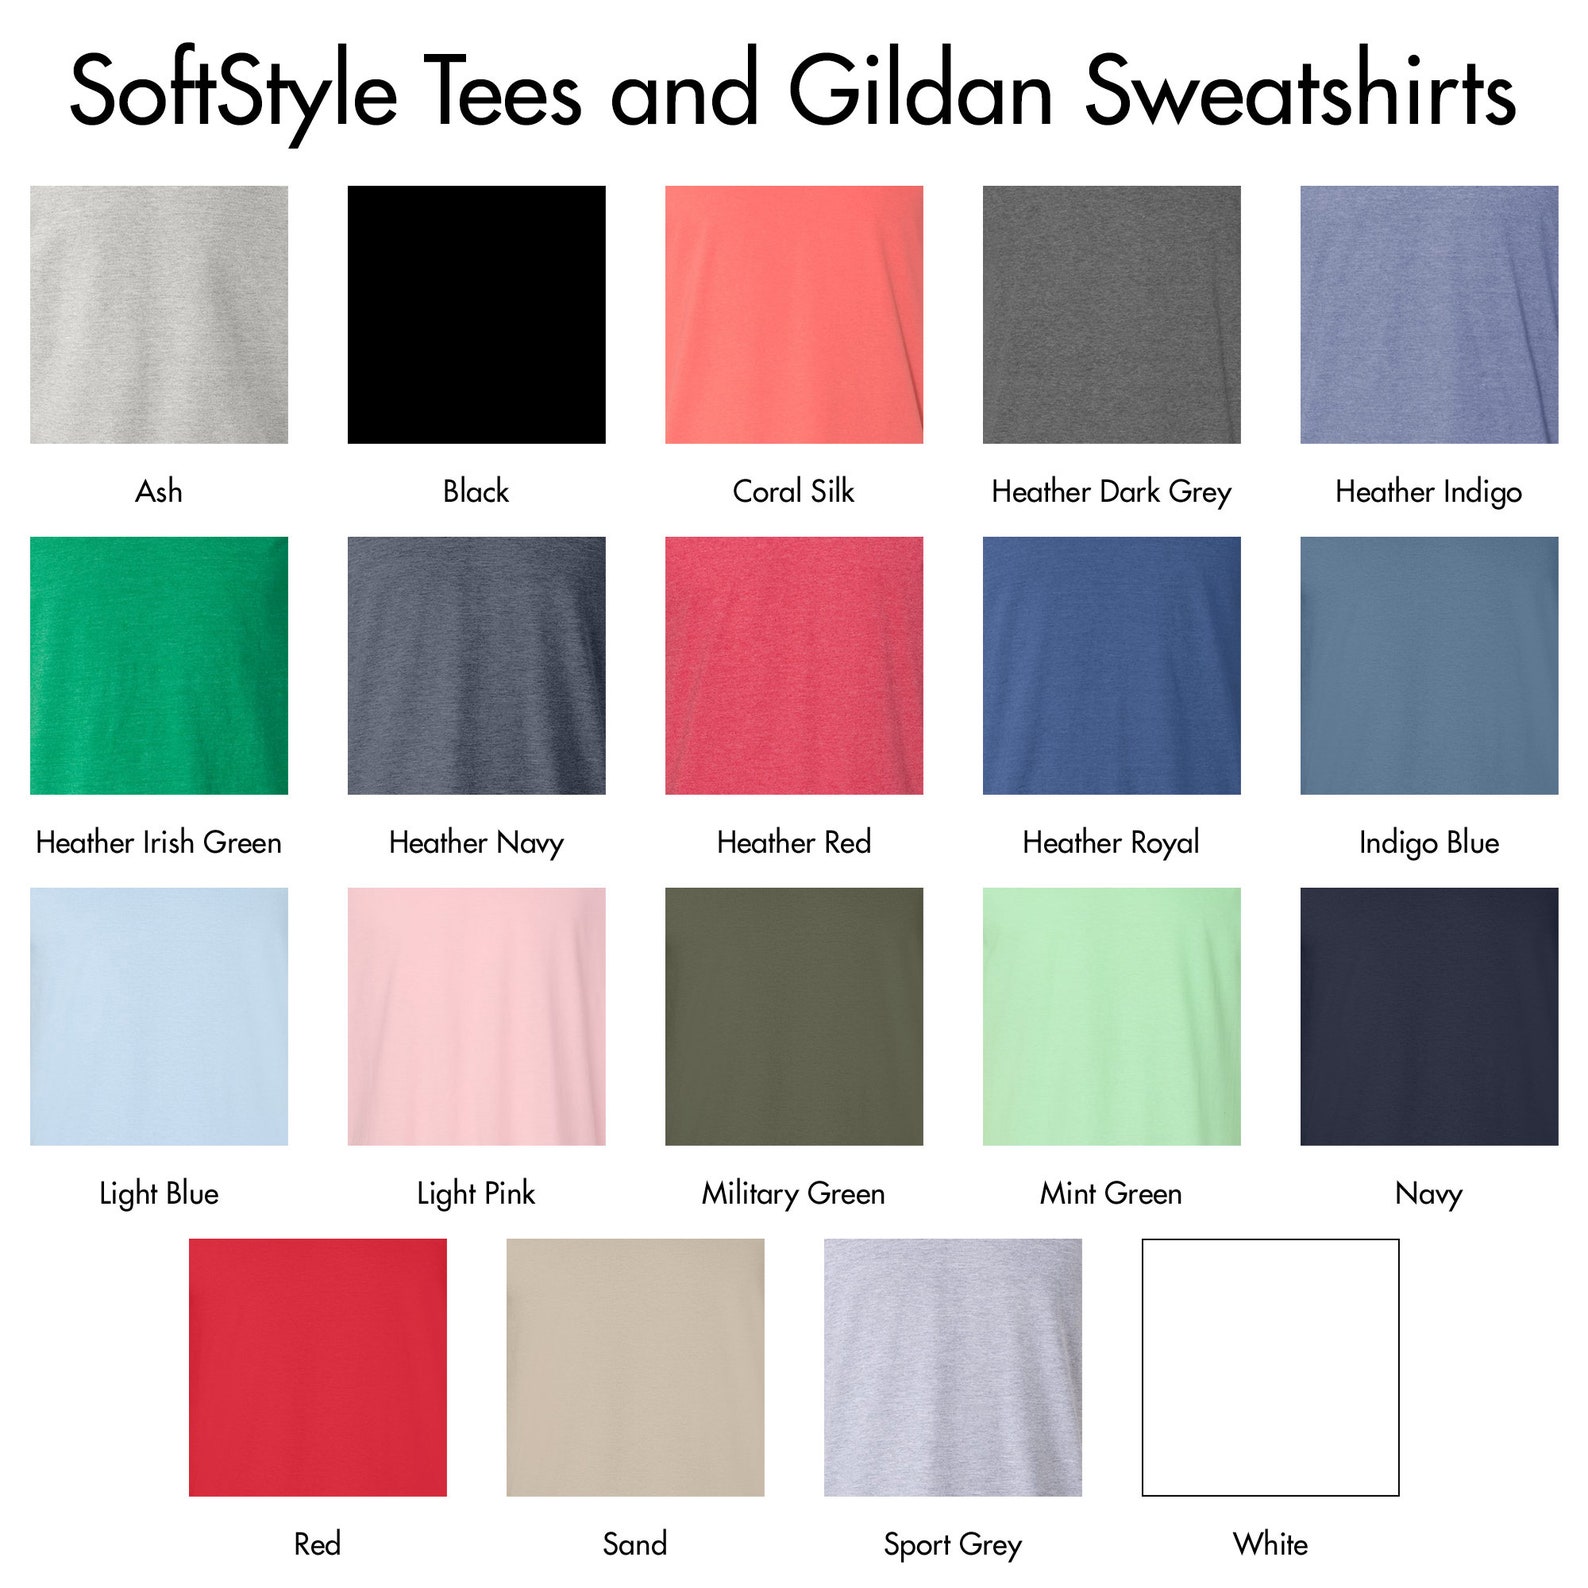 SoftStyle Tees and Gildan Sweatshirts
Ash
Black
Coral Silk
Heather Dark Grey
Heather Indigo
Heather Irish Green
Heather Navy
Heather Red
Heather Royal
Indigo Blue
Light Blue
Light Pink
Military Green
Mint Green
Navy
Red
Sand
Sport Grey
White